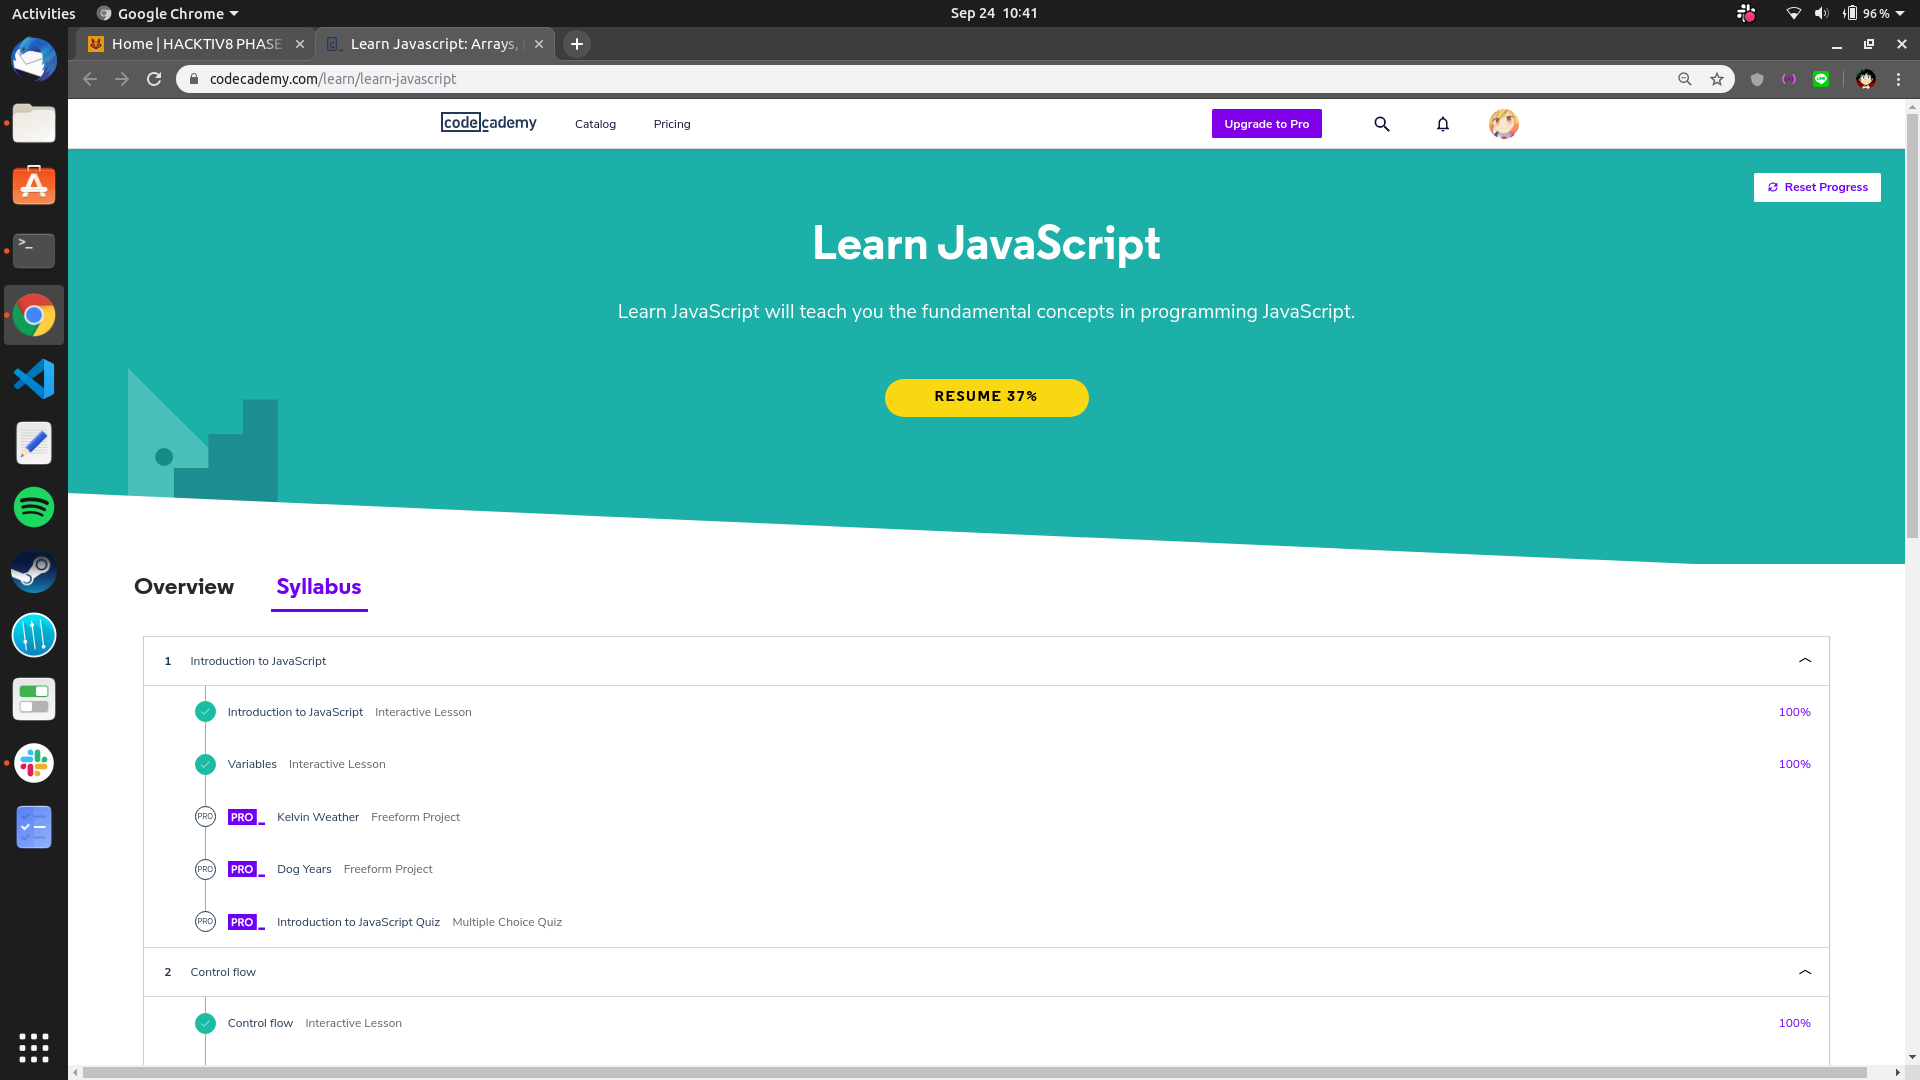 Activities Google Chrome Sep 24 10:41 96 %
Home | HACKTIV8 PHASE Learn Javascript: Arrays,
codecademy.com/learn/learn-javascript
codecademy Catalog Pricing Upgrade to Pro
Reset Progress
Learn JavaScript
Learn JavaScript will teach you the fundamental concepts in programming JavaScript.
RESUME 37%
Overview Syllabus
1 Introduction to JavaScript
Introduction to JavaScript Interactive Lesson 100%
Variables Interactive Lesson 100%
PRO PRO Kelvin Weather Freeform Project
PRO PRO Dog Years Freeform Project
PRO PRO Introduction to JavaScript Quiz Multiple Choice Quiz
2 Control flow
Control flow Interactive Lesson 100%